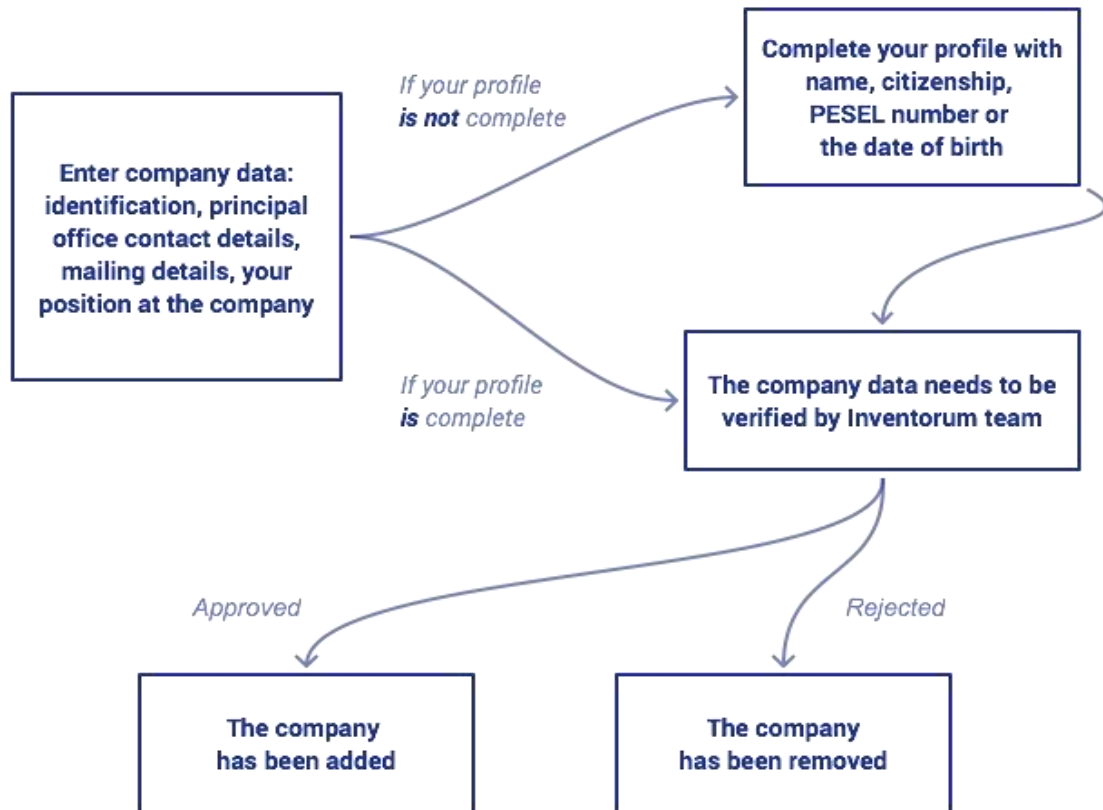 Complete your profile with
name, citizenship,
PESEL number or
the date of birth
If your profile
is not complete
Enter company data:
identification, principal
office contact details,
mailing details, your
position at the company
If your profile
is complete
The company data needs to be
verified by Inventorum team
Approved
Rejected
The company
has been added
The company
has been removed